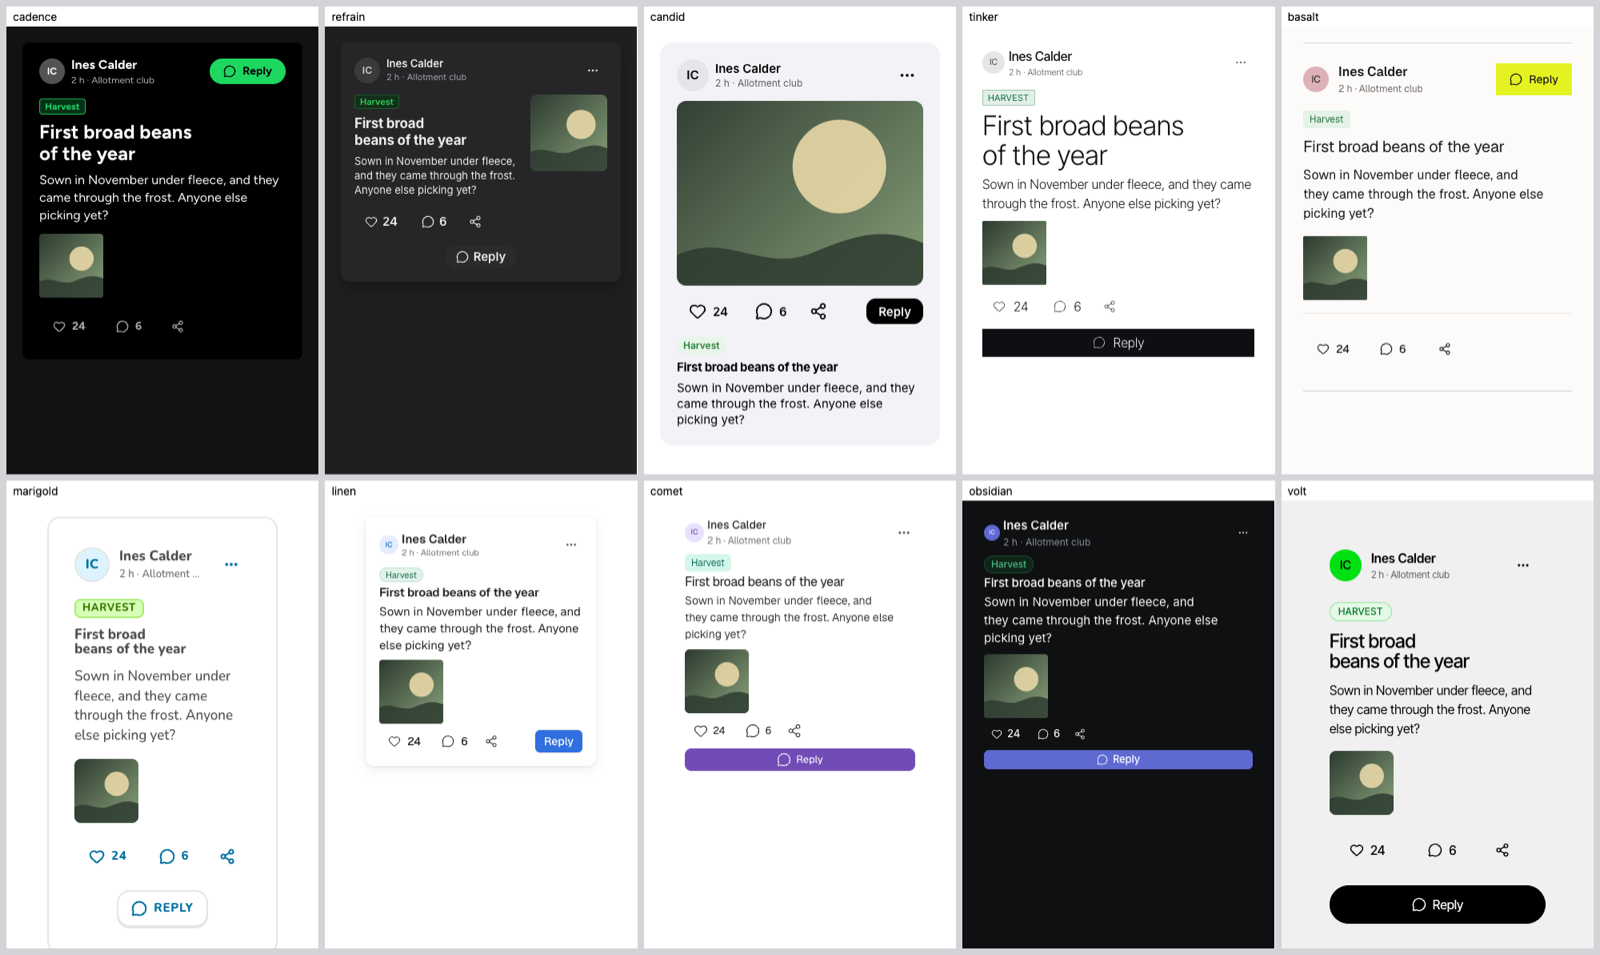 cadence
IC
Ines Calder
2 h · Allotment club
Reply
Harvest
First broad beans
of the year
Sown in November under fleece, and they
came through the frost. Anyone else
picking yet?
24
6
refrain
IC
Ines Calder
2 h · Allotment club
Harvest
First broad
beans of the year
Sown in November under fleece,
and they came through the frost.
Anyone else picking yet?
24
6
Reply
candid
IC
Ines Calder
2 h · Allotment club
24
6
Reply
Harvest
First broad beans of the year
Sown in November under fleece, and they
came through the frost. Anyone else
picking yet?
tinker
IC
Ines Calder
2 h · Allotment club
HARVEST
First broad beans
of the year
Sown in November under fleece, and they came
through the frost. Anyone else picking yet?
24
6
Reply
basalt
IC
Ines Calder
2 h · Allotment club
Reply
Harvest
First broad beans of the year
Sown in November under fleece, and
they came through the frost. Anyone else
picking yet?
24
6
marigold
IC
Ines Calder
2 h · Allotment ...
HARVEST
First broad
beans of the year
Sown in November under
fleece, and they came
through the frost. Anyone
else picking yet?
24
6
REPLY
linen
IC
Ines Calder
2 h · Allotment club
Harvest
First broad beans of the year
Sown in November under fleece, and
they came through the frost. Anyone
else picking yet?
24
6
Reply
comet
IC
Ines Calder
2 h · Allotment club
Harvest
First broad beans of the year
Sown in November under fleece, and
they came through the frost. Anyone else
picking yet?
24
6
Reply
obsidian
IC
Ines Calder
2 h · Allotment club
Harvest
First broad beans of the year
Sown in November under fleece, and
they came through the frost. Anyone else
picking yet?
24
6
Reply
volt
IC
Ines Calder
2 h · Allotment club
HARVEST
First broad
beans of the year
Sown in November under fleece, and
they came through the frost. Anyone
else picking yet?
24
6
Reply